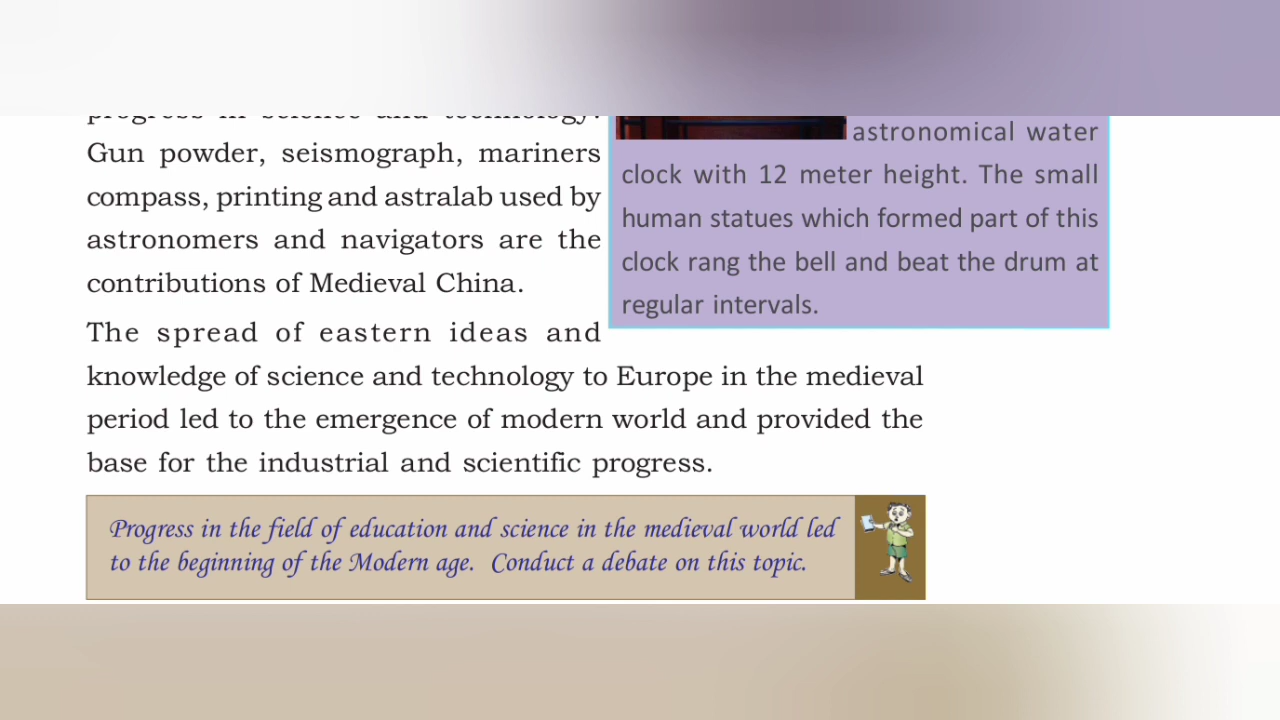 progress in science and technology.
Gun powder, seismograph, mariners
compass, printing and astralab used by
astronomers and navigators are the
contributions of Medieval China.
The spread of eastern ideas and
knowledge of science and technology to Europe in the medieval
period led to the emergence of modern world and provided the
base for the industrial and scientific progress.
astronomical water
clock with 12 meter height. The small
human statues which formed part of this
clock rang the bell and beat the drum at
regular intervals.
Progress in the field of education and science in the medieval world led
to the beginning of the Modern age. Conduct a debate on this topic.